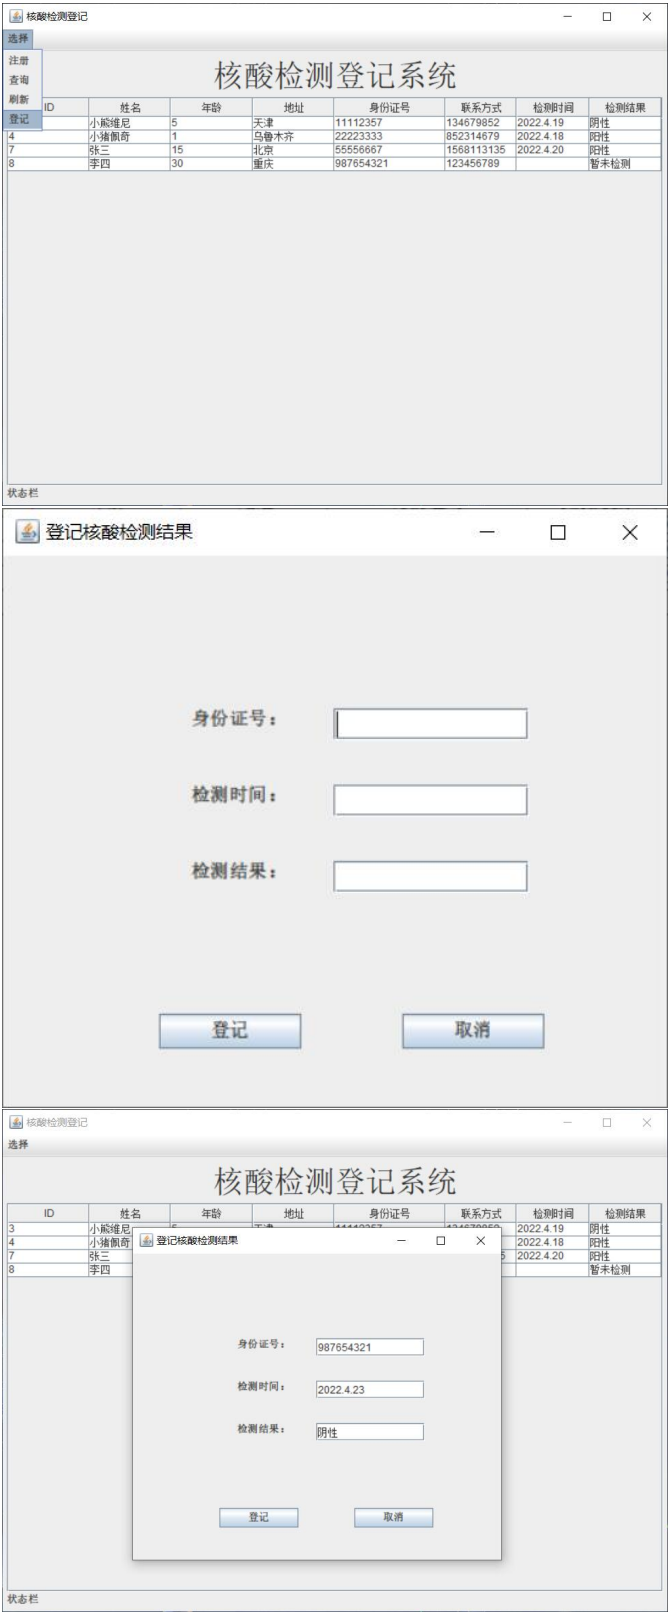 核酸检测登记
选择
注册
查询
刷新
登记
核酸检测登记系统
ID 姓名 年龄 地址 身份证号 联系方式 检测时间 检测结果
小熊维尼 5 天津 11112357 134679852 2022.4.19 阴性
4 小猪佩奇 1 乌鲁木齐 22223333 852314679 2022.4.18 阳性
7 张三 15 北京 55556667 1568113135 2022.4.20 阳性
8 李四 30 重庆 987654321 123456789 暂未检测
状态栏
登记核酸检测结果
身份证号：
检测时间：
检测结果：
登记 取消
核酸检测登记
选择
核酸检测登记系统
ID 姓名 年龄 地址 身份证号 联系方式 检测时间 检测结果
3 小熊维尼 2022.4.19 阴性
4 小猪佩奇 2022.4.18 阳性
7 张三 2022.4.20 阳性
8 李四 暂未检测
登记核酸检测结果
身份证号： 987654321
检测时间： 2022.4.23
检测结果： 阴性
登记 取消
状态栏